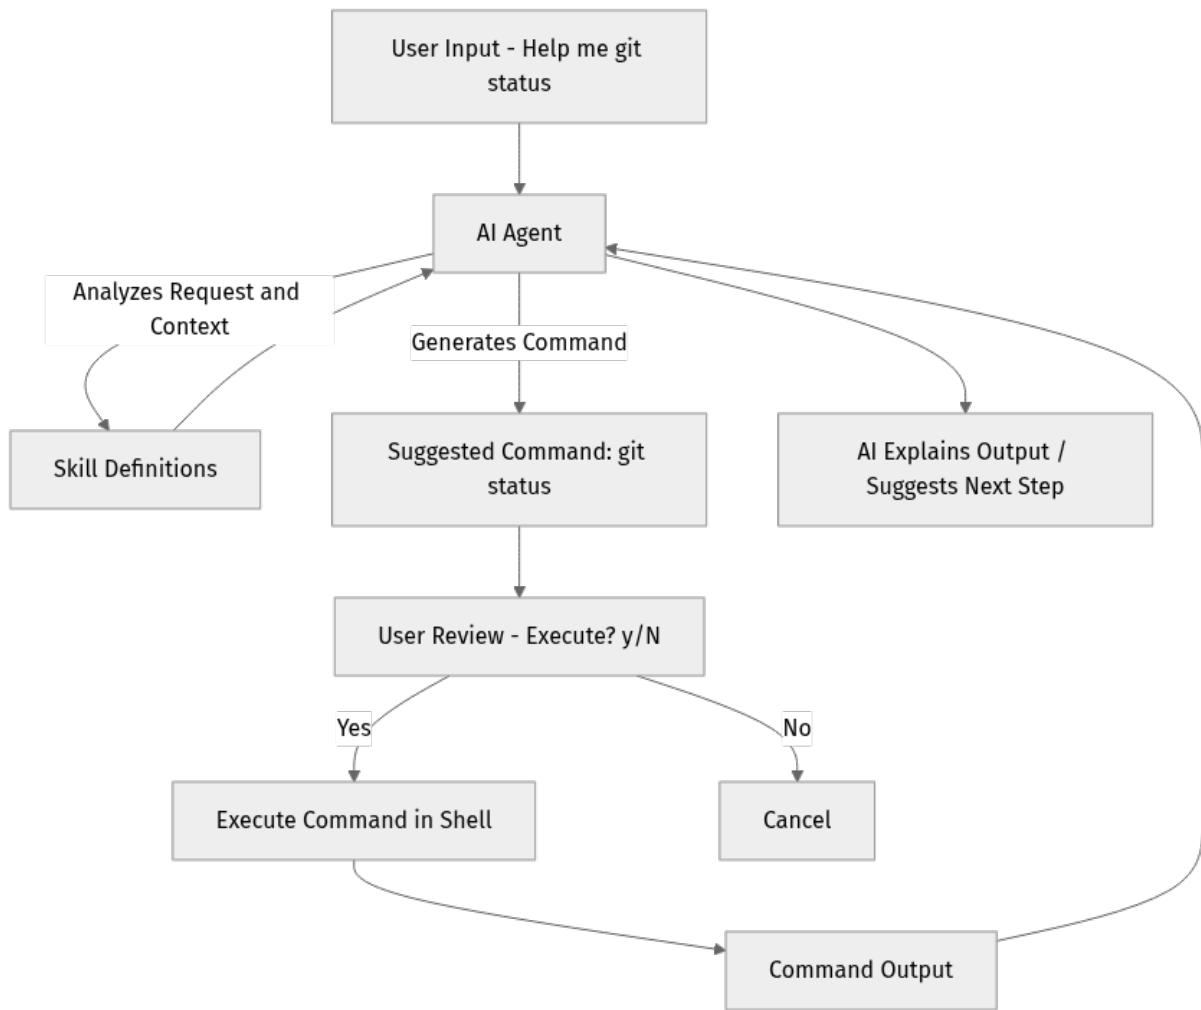 User Input - Help me git
status
AI Agent
Analyzes Request and
Context
Generates Command
Skill Definitions
Suggested Command: git
status
AI Explains Output /
Suggests Next Step
User Review - Execute? y/N
Yes
No
Execute Command in Shell
Cancel
Command Output